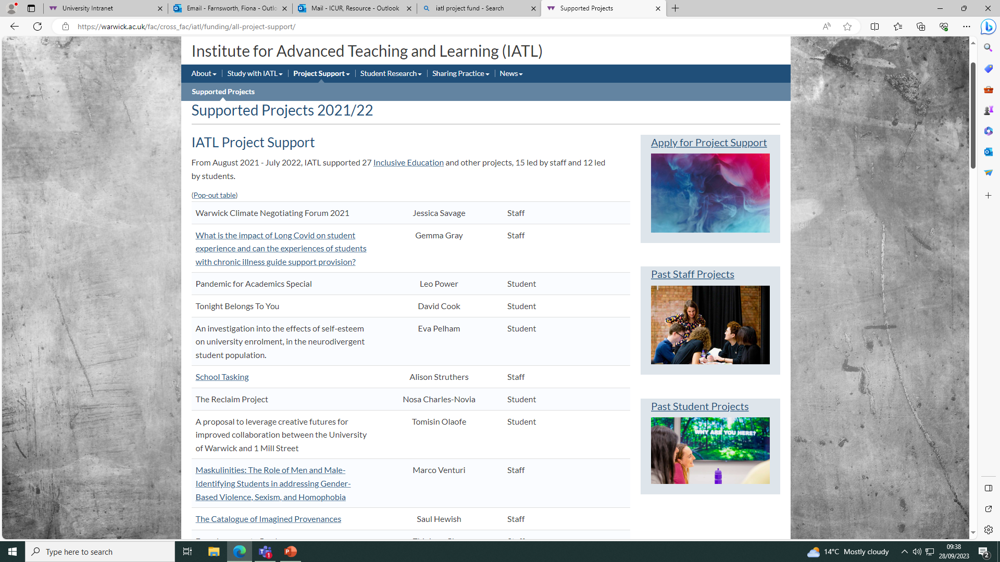 University Intranet
Email - Farnsworth, Fiona - Outlo
Mail - ICUR, Resource - Outlook
iatl project fund - Search
Supported Projects
https://warwick.ac.uk/fac/cross_fac/iatl/funding/all-project-support/
Institute for Advanced Teaching and Learning (IATL)
About
Study with IATL
Project Support
Student Research
Sharing Practice
News
Supported Projects
Supported Projects 2021/22
IATL Project Support
From August 2021 - July 2022, IATL supported 27 Inclusive Education and other projects, 15 led by staff and 12 led
by students.
(Pop-out table)
Warwick Climate Negotiating Forum 2021 Jessica Savage Staff
What is the impact of Long Covid on student Gemma Gray Staff
experience and can the experiences of students
with chronic illness guide support provision?
Pandemic for Academics Special Leo Power Student
Tonight Belongs To You David Cook Student
An investigation into the effects of self-esteem Eva Pelham Student
on university enrolment, in the neurodivergent
student population.
School Tasking Alison Struthers Staff
The Reclaim Project Nosa Charles-Novia Student
A proposal to leverage creative futures for Tomisin Olaofe Student
improved collaboration between the University
of Warwick and 1 Mill Street
Maskulinities: The Role of Men and Male- Marco Venturi Staff
Identifying Students in addressing Gender-
Based Violence, Sexism, and Homophobia
The Catalogue of Imagined Provenances Saul Hewish Staff
Apply for Project Support
Past Staff Projects
Past Student Projects
WHY ARE YOU HERE?
Type here to search
1
14°C Mostly cloudy
09:38
28/09/2023
2